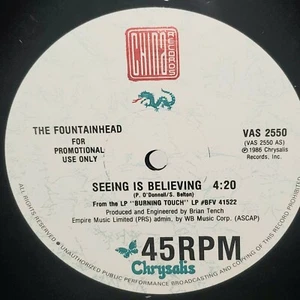 CHINA
RECORDS
THE FOUNTAINHEAD
FOR
PROMOTIONAL
USE ONLY
VAS 2550
(VAS 2550 AS)
Ⓟ1986 Chrysalis
Records, Inc.
SEEING IS BELIEVING 4:20
(P. O'Donnell/S. Belton)
From the LP "BURNING TOUCH" LP #BFV 41522
Produced and Engineered by Brian Tench
Empire Music Limited (PRS) admin, by WB Music Corp. (ASCAP)
45RPM
Chrysalis
ALL RIGHTS RESERVED • UNAUTHORIZED PUBLIC PERFORMANCE BROADCASTING AND COPYING OF THIS RECORD PROHIBITED